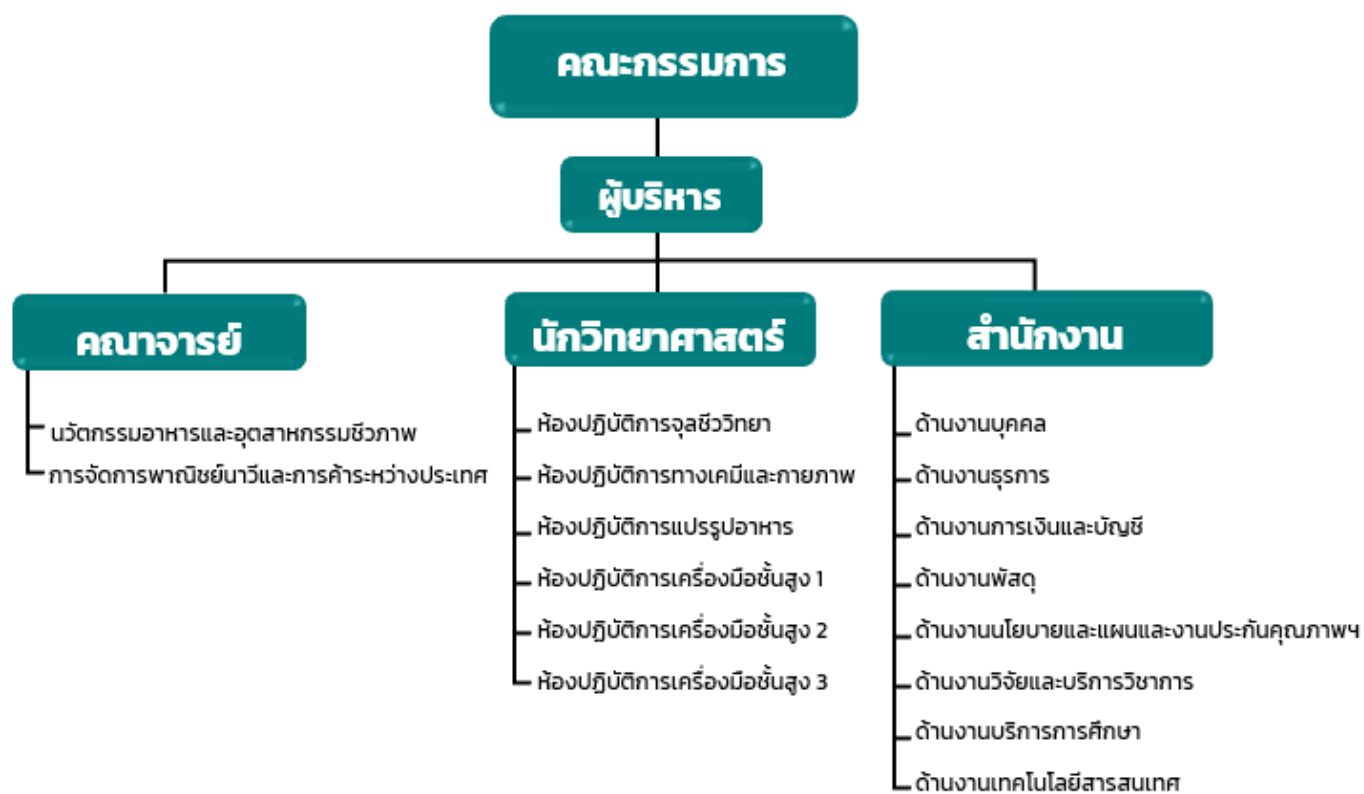 คณะกรรมการ
ผู้บริหาร
คณาจารย์
นวัตกรรมอาหารและอุตสาหกรรมชีวภาพ
การจัดการพาณิชย์นาวีและการค้าระหว่างประเทศ
นักวิทยาศาสตร์
ห้องปฏิบัติการจุลชีววิทยา
ห้องปฏิบัติการทางเคมีและกายภาพ
ห้องปฏิบัติการแปรรูปอาหาร
ห้องปฏิบัติการเครื่องมือชั้นสูง 1
ห้องปฏิบัติการเครื่องมือชั้นสูง 2
ห้องปฏิบัติการเครื่องมือชั้นสูง 3
สำนักงาน
ด้านงานบุคคล
ด้านงานธุรการ
ด้านงานการเงินและบัญชี
ด้านงานพัสดุ
ด้านงานนโยบายและแผนและงานประกันคุณภาพฯ
ด้านงานวิจัยและบริการวิชาการ
ด้านงานบริการการศึกษา
ด้านงานเทคโนโลยีสารสนเทศ